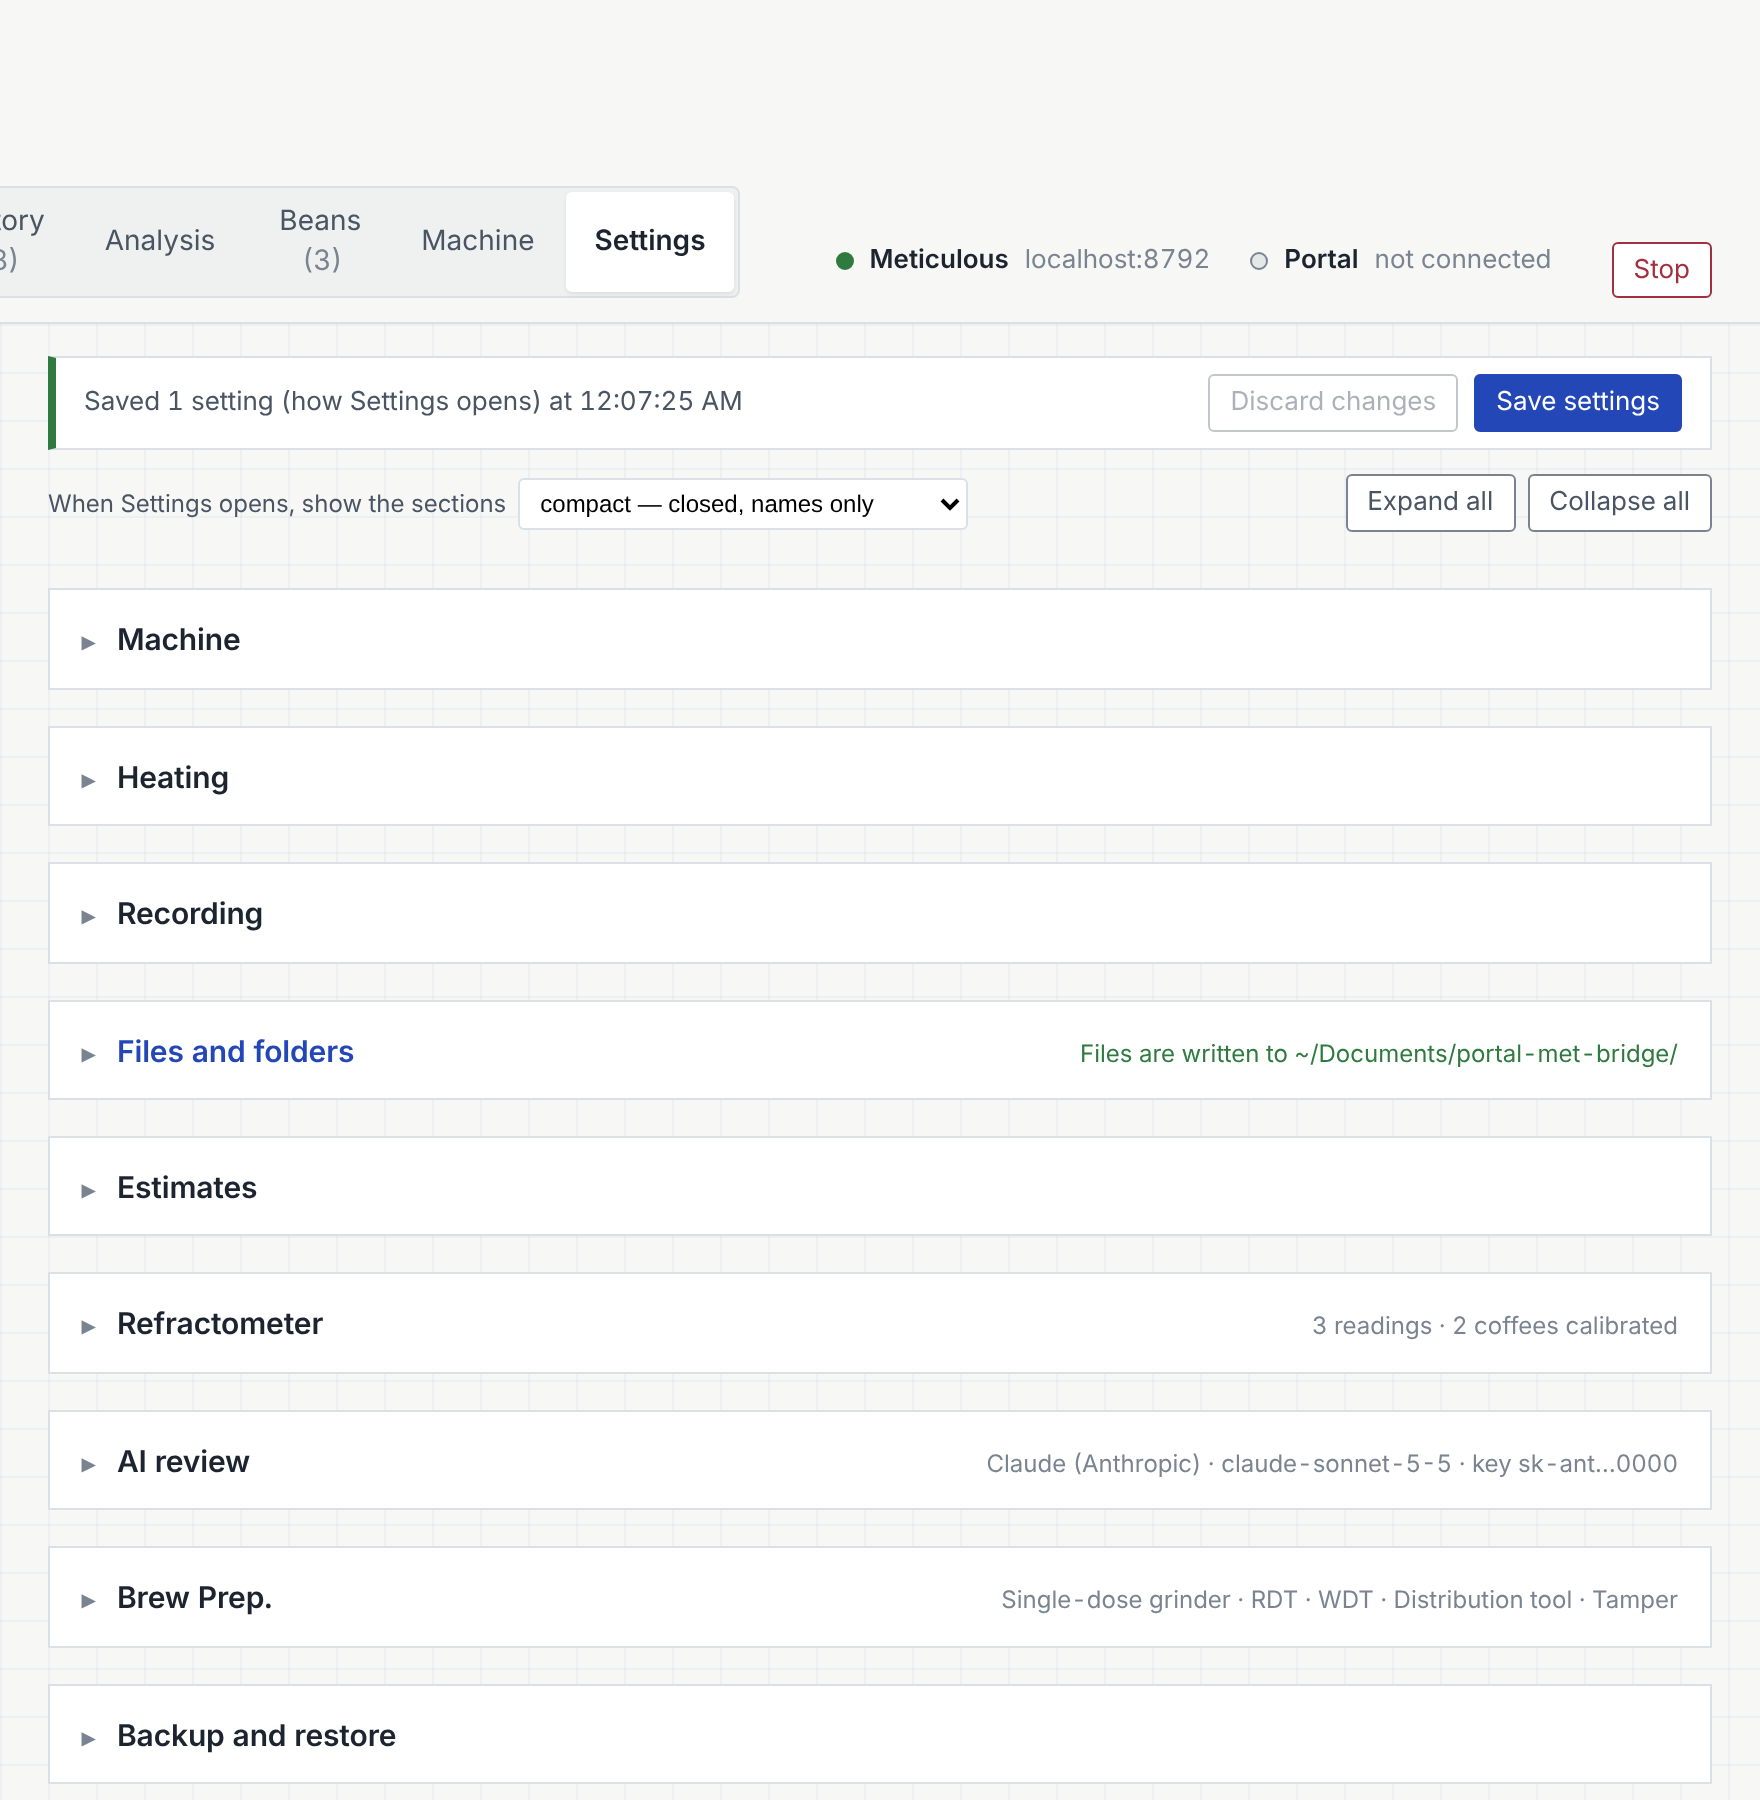 tory
3)
Analysis
Beans
(3)
Machine
Settings
Meticulous localhost:8792
Portal not connected
Stop
Saved 1 setting (how Settings opens) at 12:07:25 AM
Discard changes
Save settings
When Settings opens, show the sections
compact — closed, names only
Expand all
Collapse all
▸ Machine
▸ Heating
▸ Recording
▸ Files and folders
Files are written to ~/Documents/portal-met-bridge/
▸ Estimates
▸ Refractometer
3 readings · 2 coffees calibrated
▸ AI review
Claude (Anthropic) · claude-sonnet-5-5 · key sk-ant…0000
▸ Brew Prep.
Single-dose grinder · RDT · WDT · Distribution tool · Tamper
▸ Backup and restore